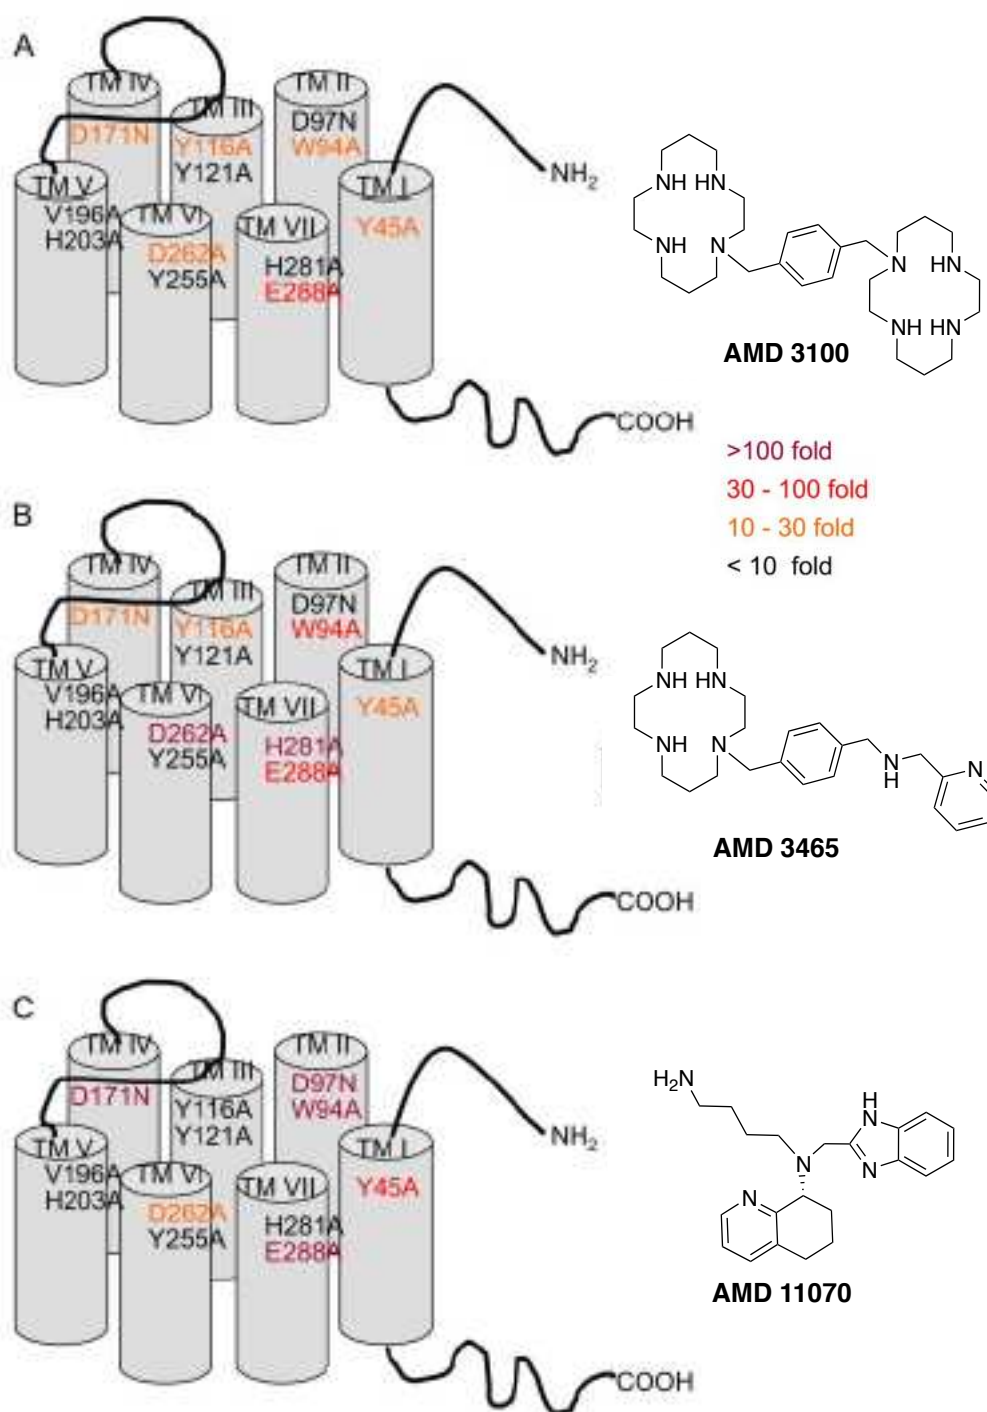 A
TM IV
TM II
TM III
D171N
D97N
Y116A
W94A
Y121A
NH2
TM V
TM I
V196A
TM VI
TM VII
Y45A
H203A
D262A
H281A
Y255A
E288A
COOH
NH HN
NH N
N HN
NH HN
AMD 3100
>100 fold
30 - 100 fold
10 - 30 fold
< 10 fold
B
TM IV
TM II
TM III
D171N
D97N
Y116A
W94A
Y121A
NH2
TM V
TM I
V196A
TM VI
TM VII
Y45A
H203A
D262A
H281A
Y255A
E288A
COOH
NH HN
NH N
N
H
N
AMD 3465
C
TM IV
TM II
TM III
D171N
D97N
Y116A
W94A
Y121A
NH2
TM V
TM I
V196A
TM VI
TM VII
Y45A
H203A
D262A
H281A
Y255A
E288A
COOH
H2N
H
N
N
N
N
AMD 11070